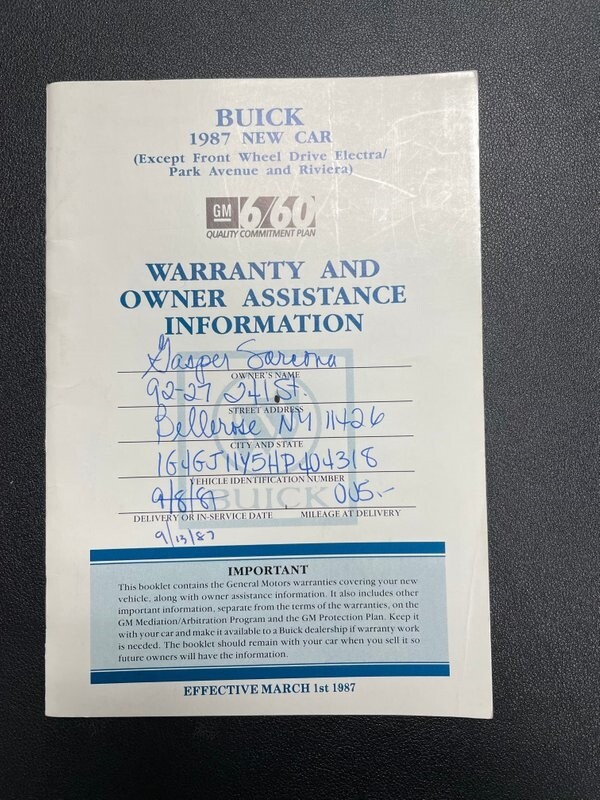 BUICK
1987 NEW CAR
(Except Front Wheel Drive Electra/
Park Avenue and Riviera)
GM 6/60
QUALITY COMMITMENT PLAN
WARRANTY AND
OWNER ASSISTANCE
INFORMATION
Gasper Sarcona
OWNER'S NAME
92-27 241 St.
STREET ADDRESS
Bellerose NY 11426
CITY AND STATE
1G4GJ11Y5HP404318
VEHICLE IDENTIFICATION NUMBER
9/8/87 005.-
BUICK
DELIVERY OR IN-SERVICE DATE MILEAGE AT DELIVERY
9/13/87
IMPORTANT
This booklet contains the General Motors warranties covering your new
vehicle, along with owner assistance information. It also includes other
important information, separate from the terms of the warranties, on the
GM Mediation/Arbitration Program and the GM Protection Plan. Keep it
with your car and make it available to a Buick dealership if warranty work
is needed. The booklet should remain with your car when you sell it so
future owners will have the information.
EFFECTIVE MARCH 1st 1987